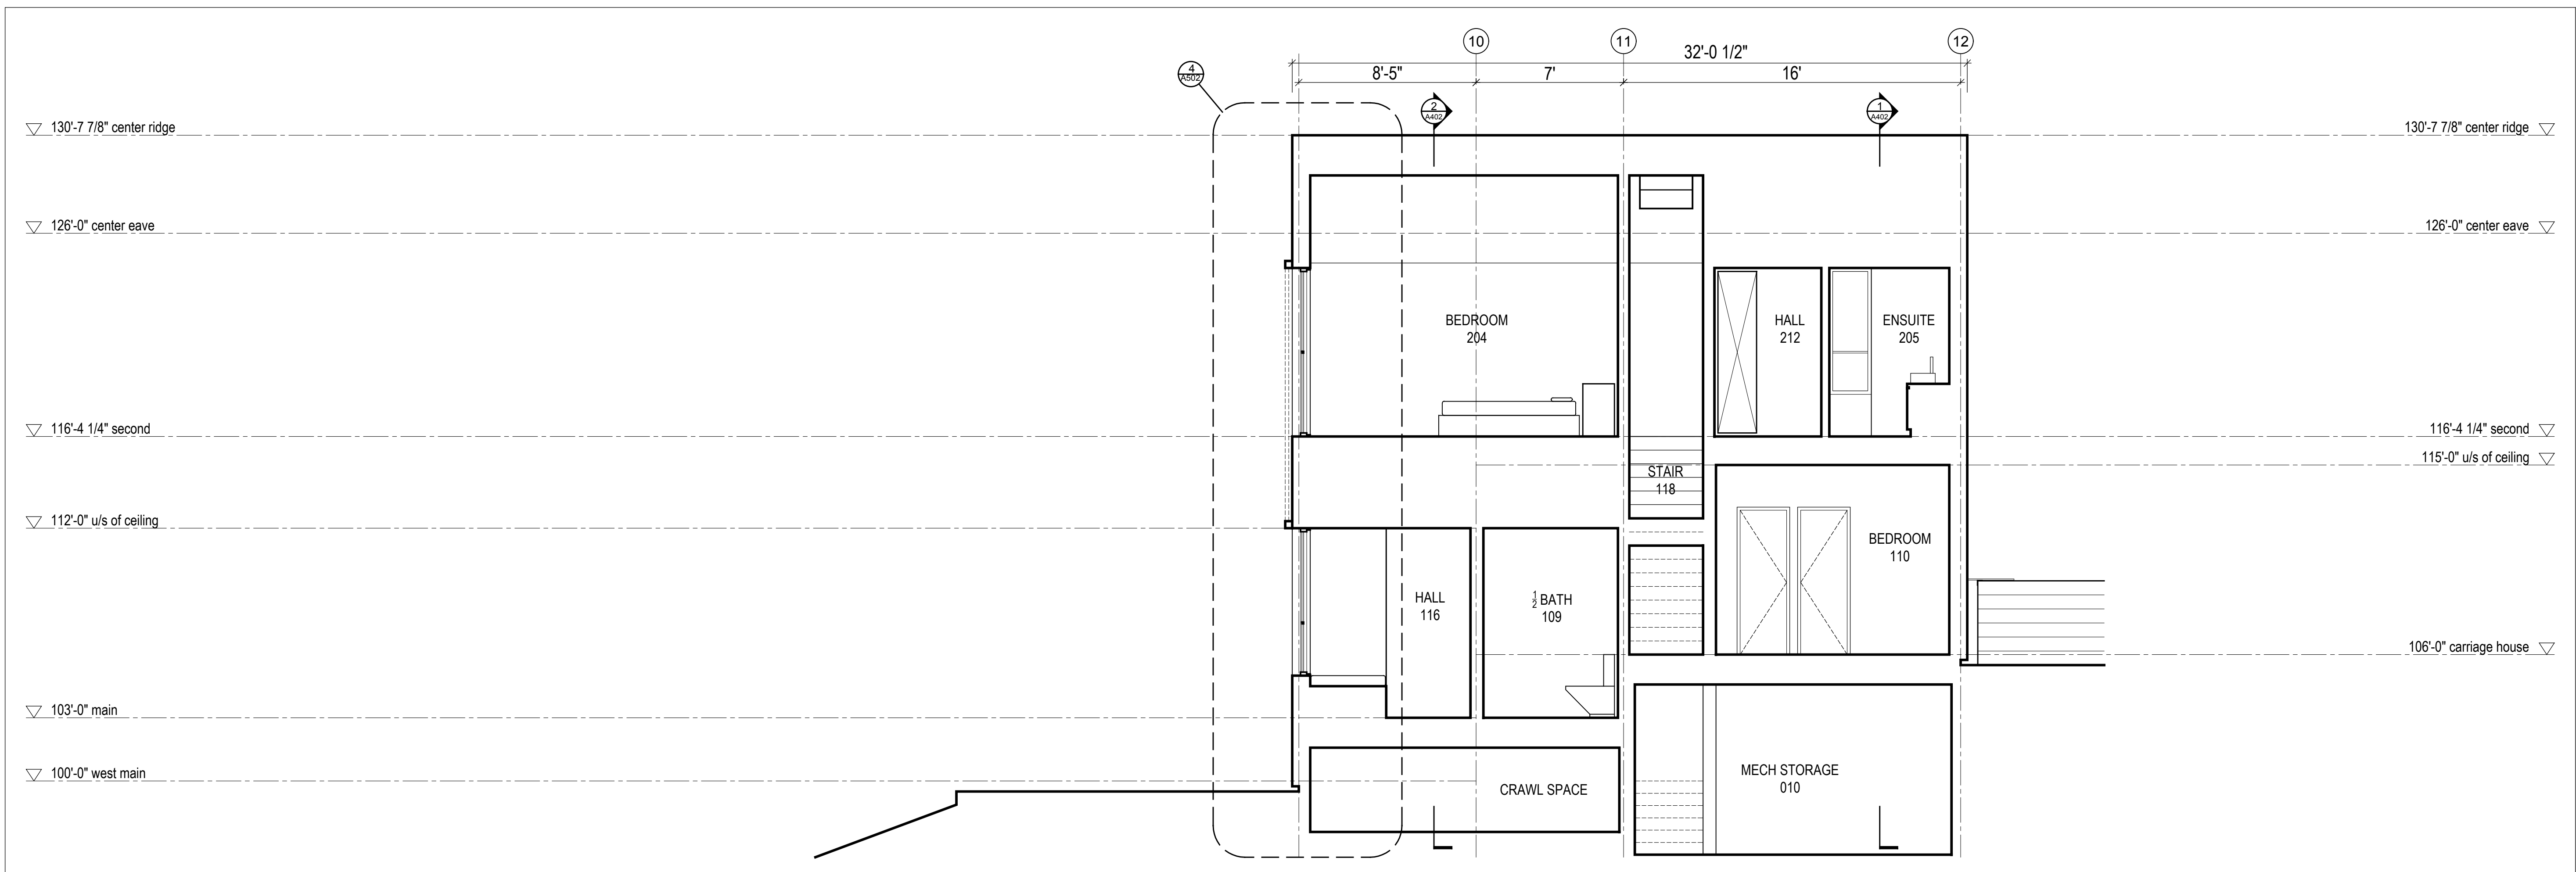 10
11
12
32'-0 1/2"
8'-5"
7'
16'
4
A502
2
A402
1
A402
130'-7 7/8" center ridge
130'-7 7/8" center ridge
126'-0" center eave
126'-0" center eave
BEDROOM
204
HALL
212
ENSUITE
205
116'-4 1/4" second
116'-4 1/4" second
115'-0" u/s of ceiling
STAIR
118
112'-0" u/s of ceiling
BEDROOM
110
HALL
116
1/2 BATH
109
106'-0" carriage house
103'-0" main
100'-0" west main
MECH STORAGE
010
CRAWL SPACE